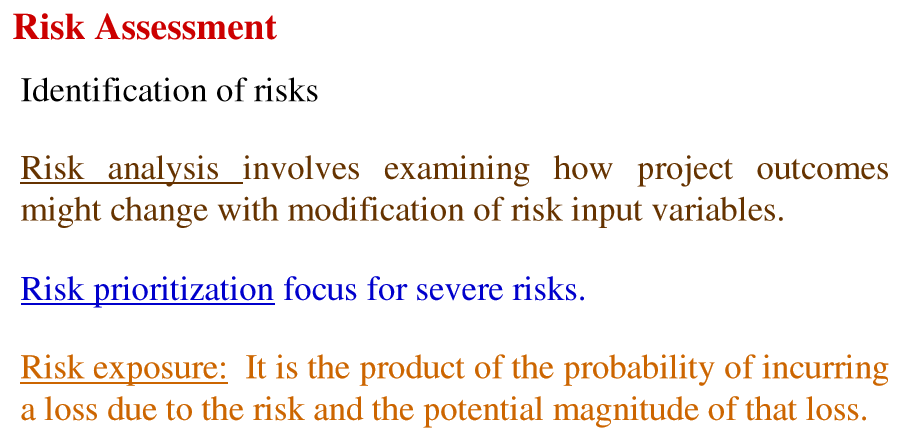 Risk Assessment
Identification of risks
Risk analysis involves examining how project outcomes
might change with modification of risk input variables.
Risk prioritization focus for severe risks.
Risk exposure: It is the product of the probability of incurring
a loss due to the risk and the potential magnitude of that loss.